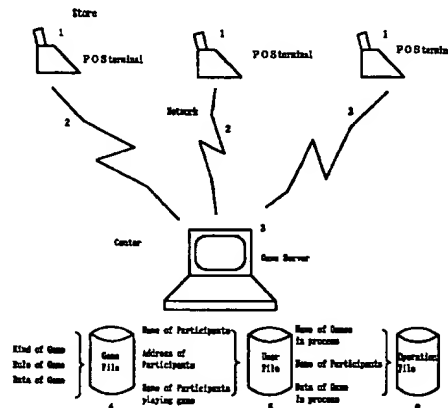 Store
1
POSterminal
1
POSterminal
1
POStermina
2
Network
2
3
3
Center
Game Server
Kind of Game
Rule of Game
Data of Game
Game
File
4
Name of Participants
Address of
Participants
Name of Participants
playing game
User
File
5
Name of Games
in process
Name of Participants
Data of Game
in process
Operation
File
6